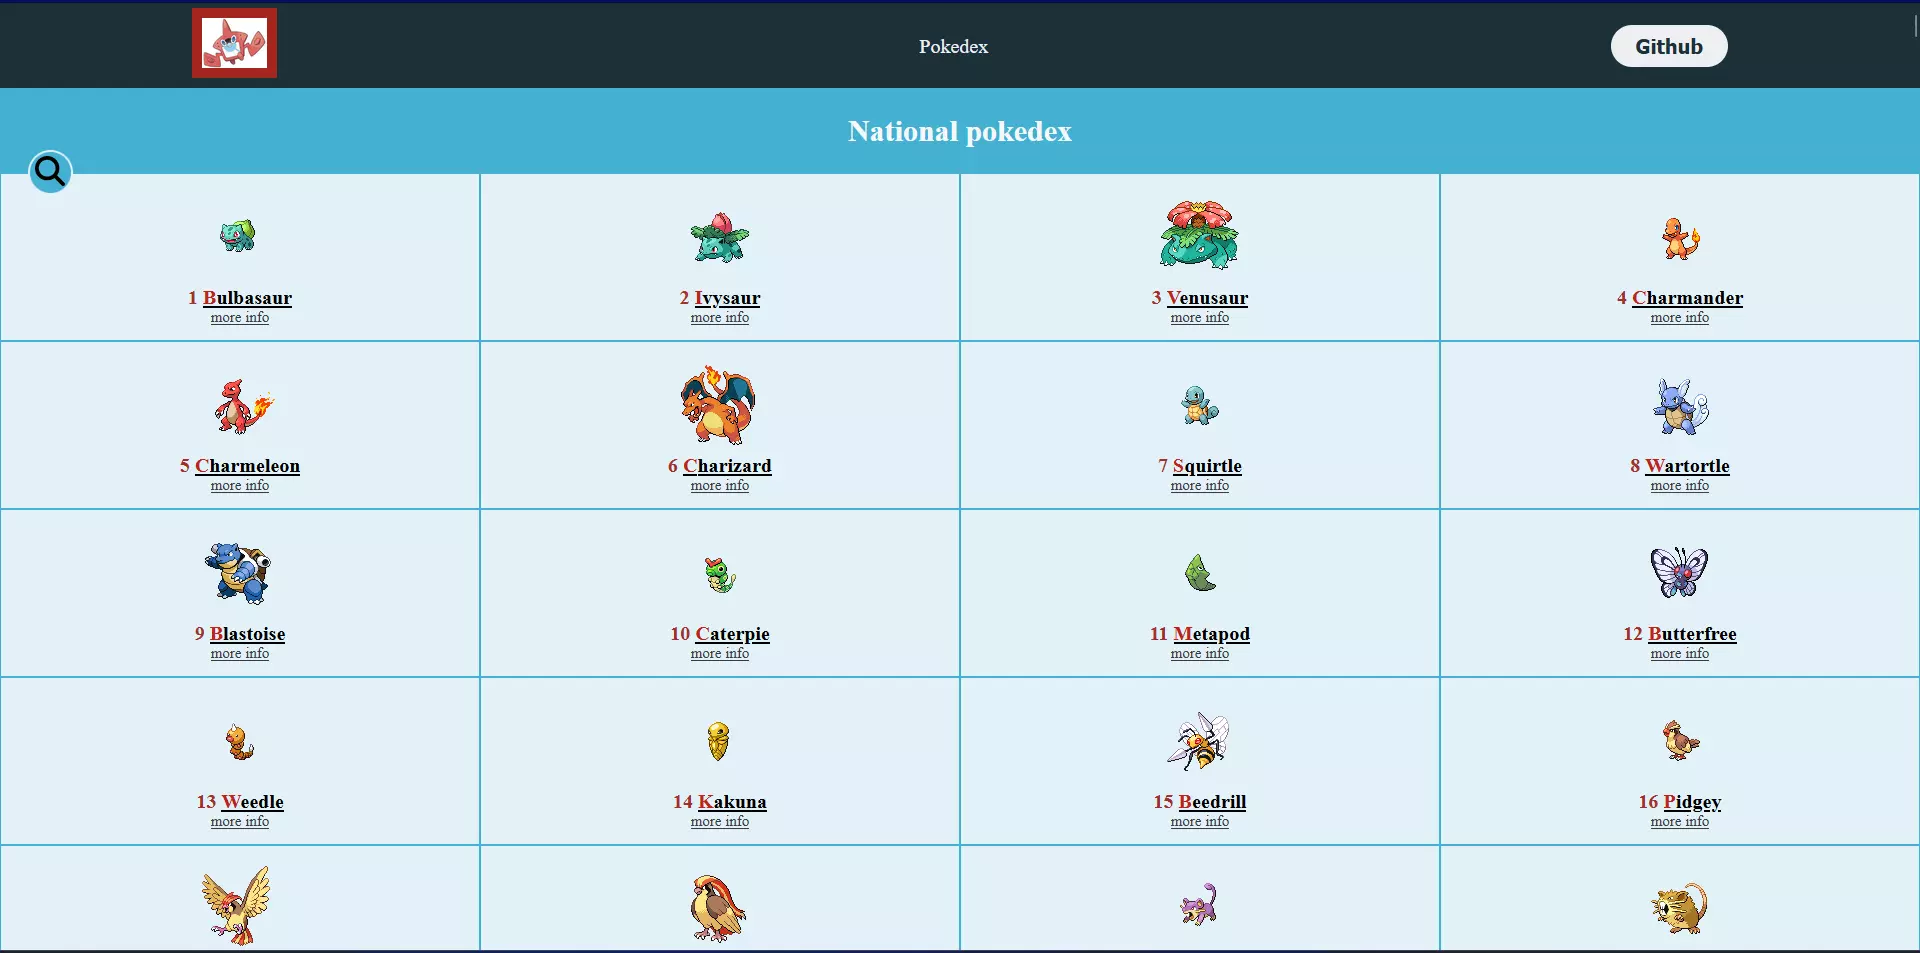 Pokedex
Github
National pokedex
1 Bulbasaur
more info
2 Ivysaur
more info
3 Venusaur
more info
4 Charmander
more info
5 Charmeleon
more info
6 Charizard
more info
7 Squirtle
more info
8 Wartortle
more info
9 Blastoise
more info
10 Caterpie
more info
11 Metapod
more info
12 Butterfree
more info
13 Weedle
more info
14 Kakuna
more info
15 Beedrill
more info
16 Pidgey
more info